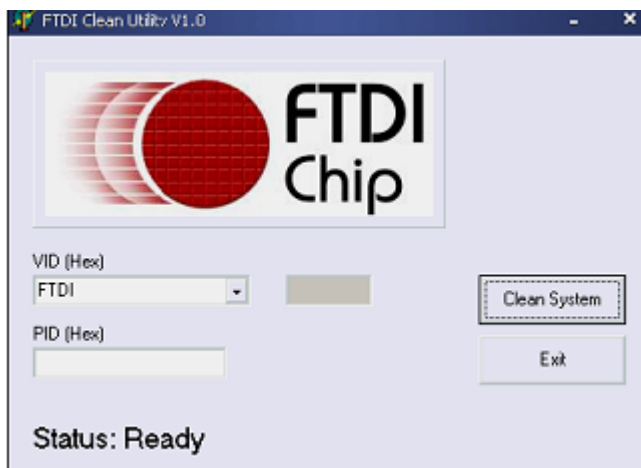 FTDI Clean Utility V1.0
FTDI
Chip
VID (Hex)
FTDI
Clean System
PID (Hex)
Exit
Status: Ready